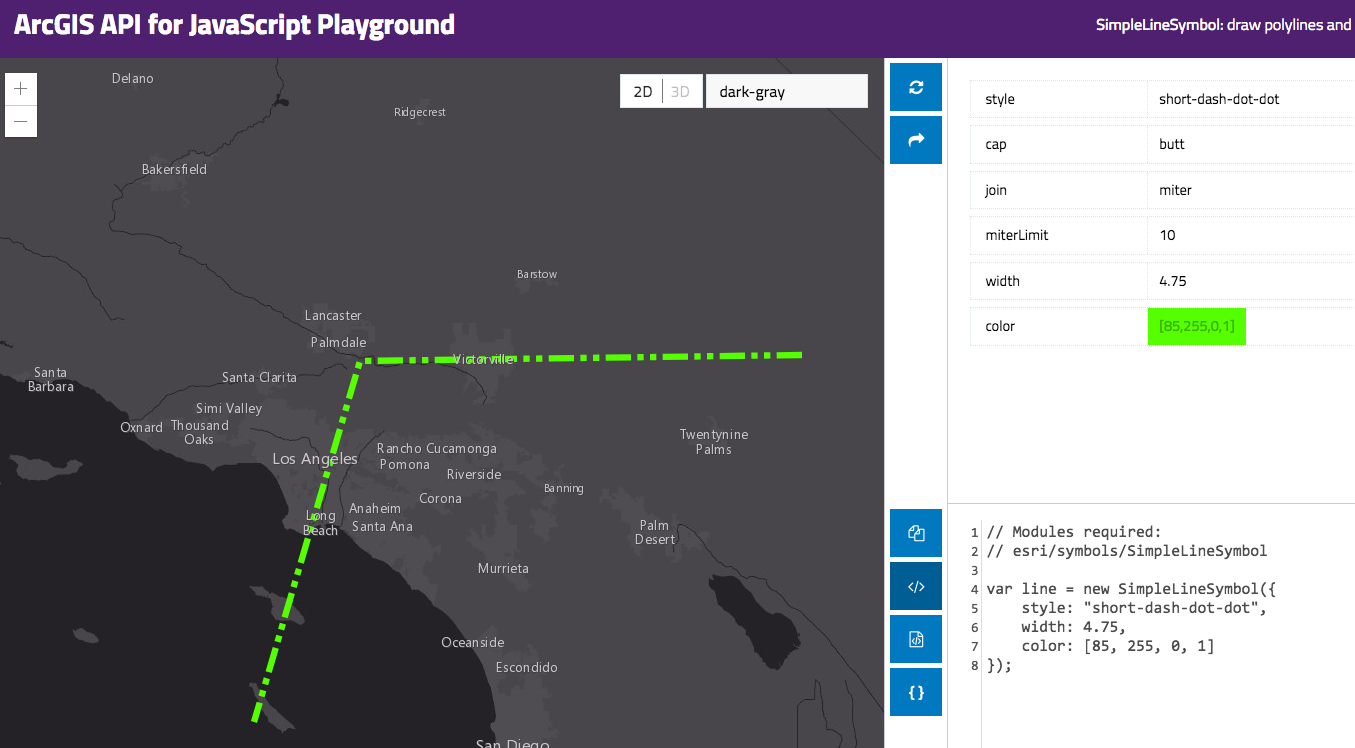 ArcGIS API for JavaScript Playground
SimpleLineSymbol: draw polylines and
+
−
2D 3D
dark-gray
Delano
Ridgecrest
Bakersfield
Barstow
Lancaster
Palmdale
Victorville
Santa
Barbara
Santa Clarita
Simi Valley
Oxnard
Thousand
Oaks
Twentynine
Palms
Los Angeles
Rancho Cucamonga
Pomona
Riverside
Banning
Corona
Long
Beach
Anaheim
Santa Ana
Palm
Desert
Murrieta
Oceanside
Escondido
San Diego
style short-dash-dot-dot
cap butt
join miter
miterLimit 10
width 4.75
color [85,255,0,1]
</>
{}
1 // Modules required:
2 // esri/symbols/SimpleLineSymbol
3
4 var line = new SimpleLineSymbol({
5 style: "short-dash-dot-dot",
6 width: 4.75,
7 color: [85, 255, 0, 1]
8 });